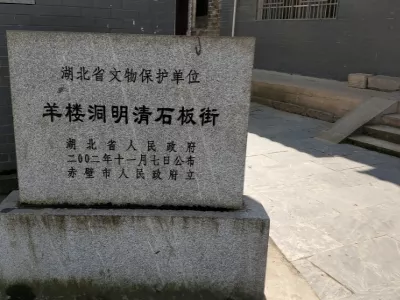 湖北省文物保护单位
羊楼洞明清石板街
湖北省人民政府
二00二年十一月七日公布
赤壁市人民政府立